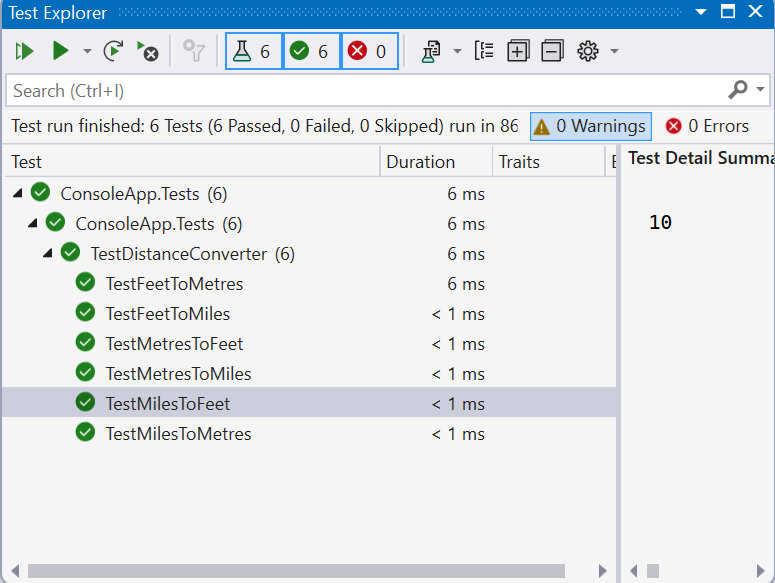 Test Explorer
6 6 0
Search (Ctrl+I)
Test run finished: 6 Tests (6 Passed, 0 Failed, 0 Skipped) run in 86 0 Warnings 0 Errors
Test Duration Traits Test Detail Summa
ConsoleApp.Tests (6) 6 ms
ConsoleApp.Tests (6) 6 ms
10
TestDistanceConverter (6) 6 ms
TestFeetToMetres 6 ms
TestFeetToMiles < 1 ms
TestMetresToFeet < 1 ms
TestMetresToMiles < 1 ms
TestMilesToFeet < 1 ms
TestMilesToMetres < 1 ms